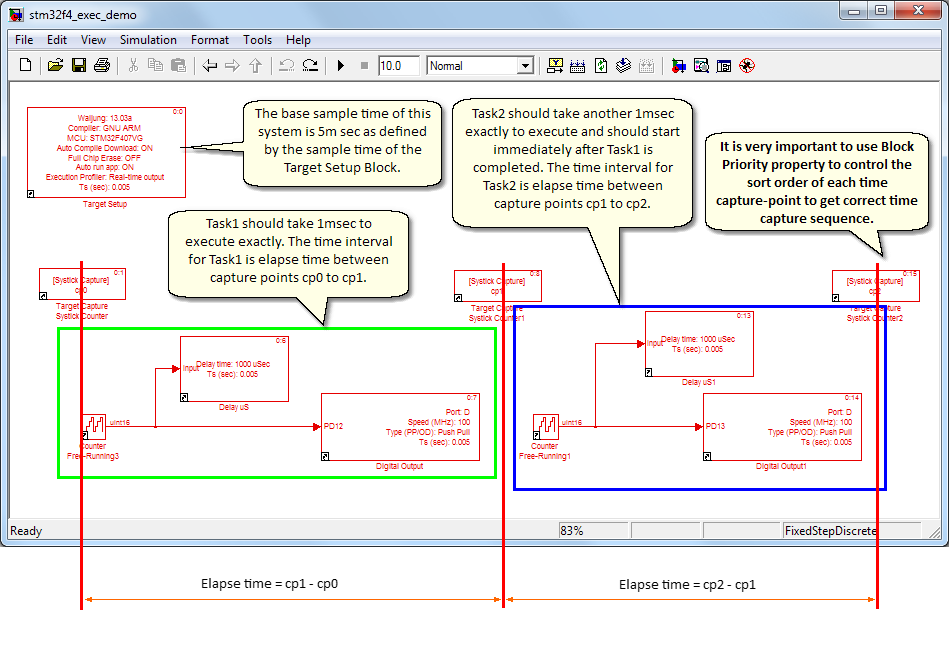 stm32f4_exec_demo
File Edit View Simulation Format Tools Help
10.0
Normal
0:0
Waijung: 13.03a
Compiler: GNU ARM
MCU: STM32F407VG
Auto Compile Download: ON
Full Chip Erase: OFF
Auto run app: ON
Execution Profiler: Real-time output
Ts (sec): 0.005
Target Setup
The base sample time of this
system is 5m sec as defined
by the sample time of the
Target Setup Block.
Task2 should take another 1msec
exactly to execute and should start
immediately after Task1 is
completed. The time interval for
Task2 is elapse time between
capture points cp1 to cp2.
It is very important to use Block
Priority property to control the
sort order of each time
capture-point to get correct time
capture sequence.
Task1 should take 1msec to
execute exactly. The time interval
for Task1 is elapse time between
capture points cp0 to cp1.
0:1
[Systick Capture]
cp0
Target Capture
Systick Counter
0:8
[Systick Capture]
cp1
Target Capture
Systick Counter1
0:15
[Systick Capture]
cp2
Target Capture
Systick Counter2
0:6
Input
Delay time: 1000 uSec
Ts (sec): 0.005
Delay uS
0:7
Port: D
Speed (MHz): 100
PD12
Type (PP/OD): Push Pull
Ts (sec): 0.005
Digital Output
uint16
Counter
Free-Running3
0:13
Input
Delay time: 1000 uSec
Ts (sec): 0.005
Delay uS1
0:14
Port: D
Speed (MHz): 100
PD13
Type (PP/OD): Push Pull
Ts (sec): 0.005
Digital Output1
uint16
Counter
Free-Running1
Ready
83%
FixedStepDiscrete
Elapse time = cp1 - cp0
Elapse time = cp2 - cp1